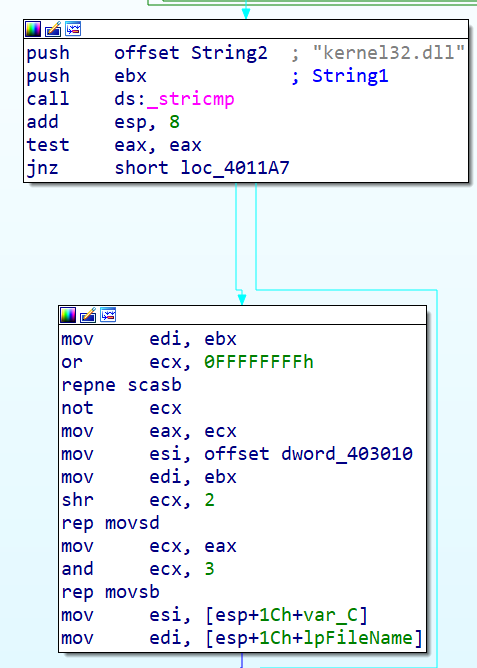 push offset String2 ; "kernel32.dll"
push ebx ; String1
call ds:_stricmp
add esp, 8
test eax, eax
jnz short loc_4011A7
mov edi, ebx
or ecx, 0FFFFFFFFh
repne scasb
not ecx
mov eax, ecx
mov esi, offset dword_403010
mov edi, ebx
shr ecx, 2
rep movsd
mov ecx, eax
and ecx, 3
rep movsb
mov esi, [esp+1Ch+var_C]
mov edi, [esp+1Ch+lpFileName]